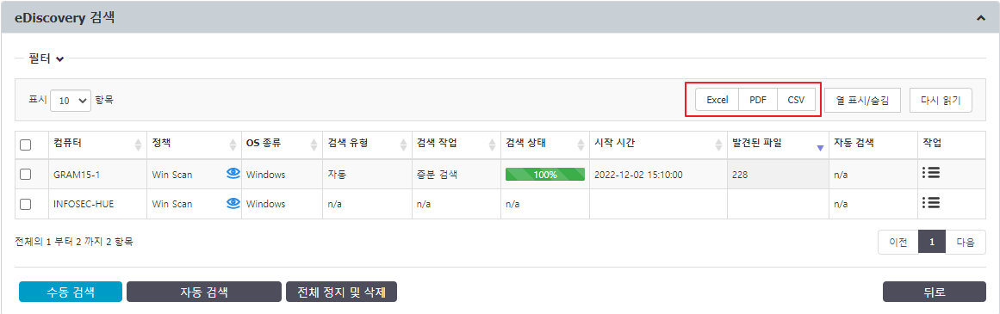 eDiscovery 검색
필터
표시 10 항목 Excel PDF CSV 열 표시/숨김 다시 읽기
컴퓨터 정책 OS 종류 검색 유형 검색 작업 검색 상태 시작 시간 발견된 파일 자동 검색 작업
GRAM15-1 Win Scan Windows 자동 증분 검색 100% 2022-12-02 15:10:00 228 n/a
INFOSEC-HUE Win Scan Windows n/a n/a n/a n/a
전체의 1 부터 2 까지 2 항목 이전 1 다음
수동 검색 자동 검색 전체 정지 및 삭제 뒤로